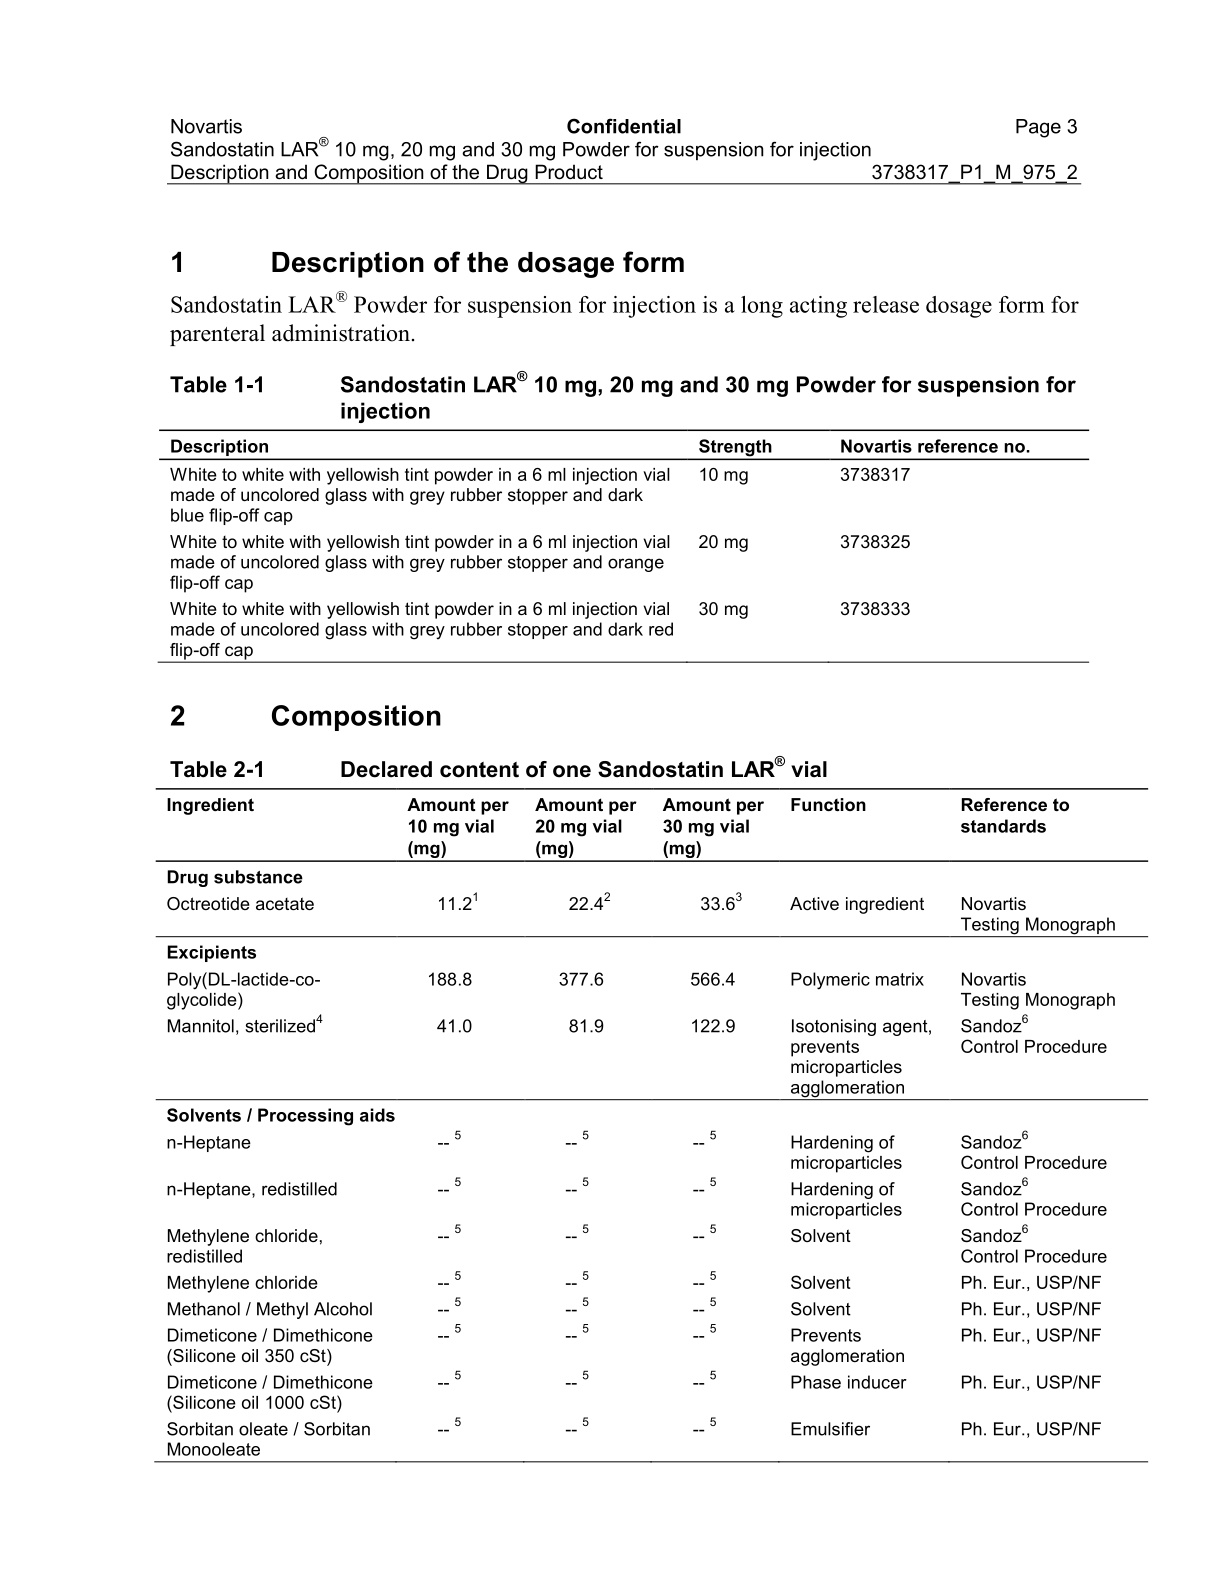 Novartis Confidential Page 3
Sandostatin LAR® 10 mg, 20 mg and 30 mg Powder for suspension for injection
Description and Composition of the Drug Product 3738317_P1_M_975_2
1 Description of the dosage form
Sandostatin LAR® Powder for suspension for injection is a long acting release dosage form for
parenteral administration.
Table 1-1 Sandostatin LAR® 10 mg, 20 mg and 30 mg Powder for suspension for
injection
Description Strength Novartis reference no.
White to white with yellowish tint powder in a 6 ml injection vial 10 mg 3738317
made of uncolored glass with grey rubber stopper and dark
blue flip-off cap
White to white with yellowish tint powder in a 6 ml injection vial 20 mg 3738325
made of uncolored glass with grey rubber stopper and orange
flip-off cap
White to white with yellowish tint powder in a 6 ml injection vial 30 mg 3738333
made of uncolored glass with grey rubber stopper and dark red
flip-off cap
2 Composition
Table 2-1 Declared content of one Sandostatin LAR® vial
Ingredient Amount per Amount per Amount per Function Reference to
10 mg vial 20 mg vial 30 mg vial standards
(mg) (mg) (mg)
Drug substance
Octreotide acetate 11.2¹ 22.4² 33.6³ Active ingredient Novartis
Testing Monograph
Excipients
Poly(DL-lactide-co- 188.8 377.6 566.4 Polymeric matrix Novartis
glycolide) Testing Monograph
Mannitol, sterilized⁴ 41.0 81.9 122.9 Isotonising agent, Sandoz⁶
prevents Control Procedure
microparticles
agglomeration
Solvents / Processing aids
n-Heptane -- ⁵ -- ⁵ -- ⁵ Hardening of Sandoz⁶
microparticles Control Procedure
n-Heptane, redistilled -- ⁵ -- ⁵ -- ⁵ Hardening of Sandoz⁶
microparticles Control Procedure
Methylene chloride, -- ⁵ -- ⁵ -- ⁵ Solvent Sandoz⁶
redistilled Control Procedure
Methylene chloride -- ⁵ -- ⁵ -- ⁵ Solvent Ph. Eur., USP/NF
Methanol / Methyl Alcohol -- ⁵ -- ⁵ -- ⁵ Solvent Ph. Eur., USP/NF
Dimeticone / Dimethicone -- ⁵ -- ⁵ -- ⁵ Prevents Ph. Eur., USP/NF
(Silicone oil 350 cSt) agglomeration
Dimeticone / Dimethicone -- ⁵ -- ⁵ -- ⁵ Phase inducer Ph. Eur., USP/NF
(Silicone oil 1000 cSt)
Sorbitan oleate / Sorbitan -- ⁵ -- ⁵ -- ⁵ Emulsifier Ph. Eur., USP/NF
Monooleate